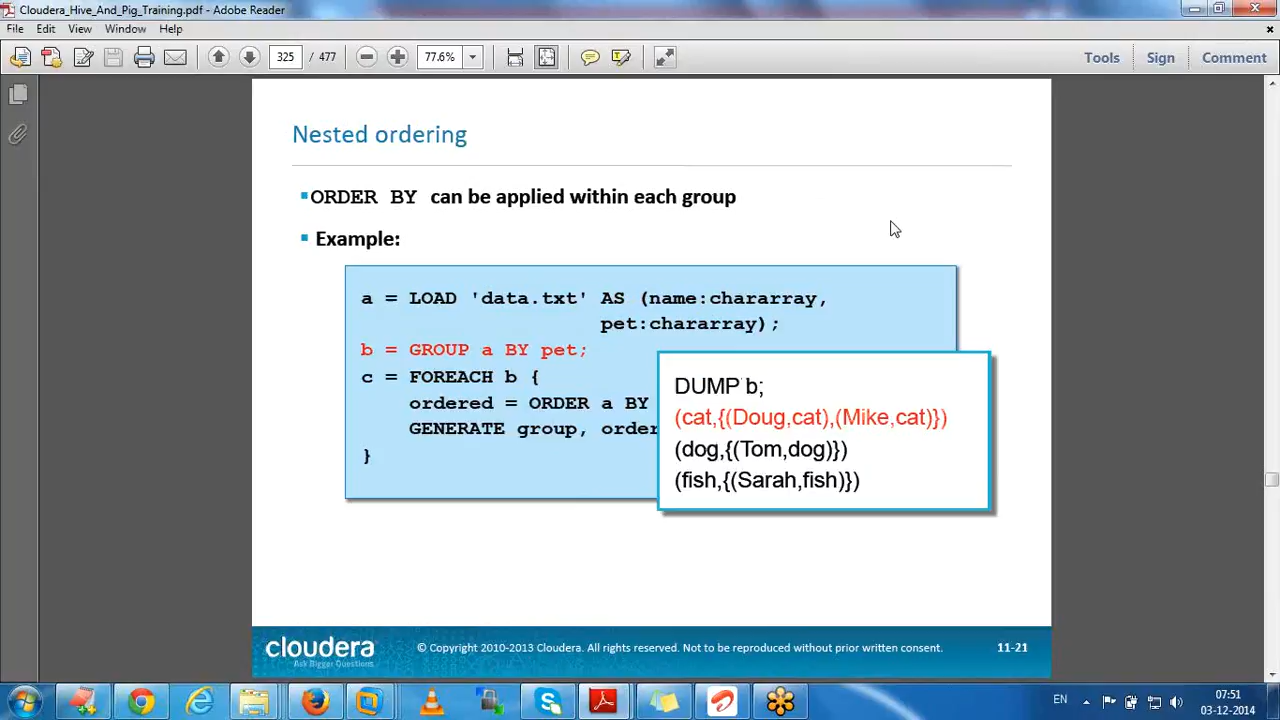 Cloudera_Hive_And_Pig_Training.pdf - Adobe Reader
File Edit View Window Help
325 / 477 77.6% Tools Sign Comment
Nested ordering
ORDER BY can be applied within each group
Example:
a = LOAD 'data.txt' AS (name:chararray,
pet:chararray);
b = GROUP a BY pet;
c = FOREACH b {
ordered = ORDER a BY
GENERATE group, order
}
DUMP b;
(cat,{(Doug,cat),(Mike,cat)})
(dog,{(Tom,dog)})
(fish,{(Sarah,fish)})
cloudera
Ask Bigger Questions
© Copyright 2010-2013 Cloudera. All rights reserved. Not to be reproduced without prior written consent.
11-21
EN
07:51
03-12-2014